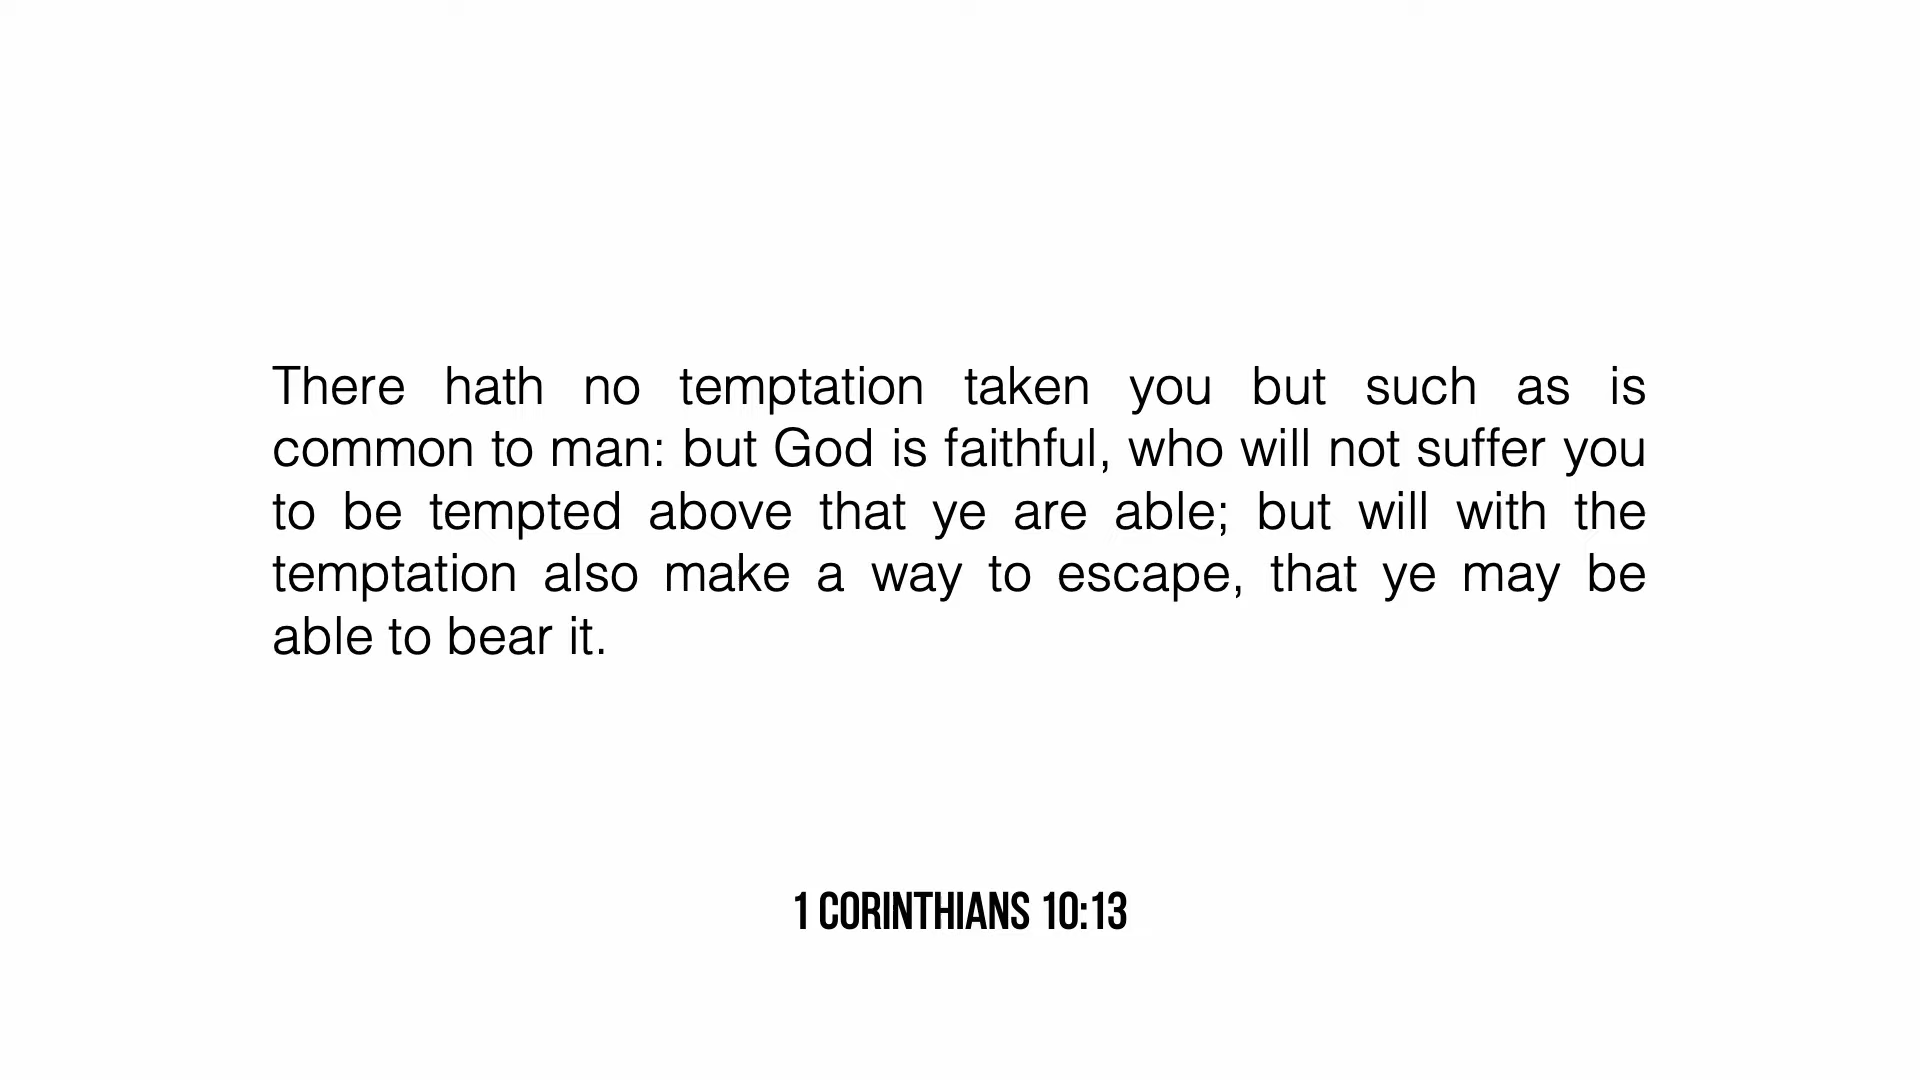 There hath no temptation taken you but such as is
common to man: but God is faithful, who will not suffer you
to be tempted above that ye are able; but will with the
temptation also make a way to escape, that ye may be
able to bear it.
1 CORINTHIANS 10:13